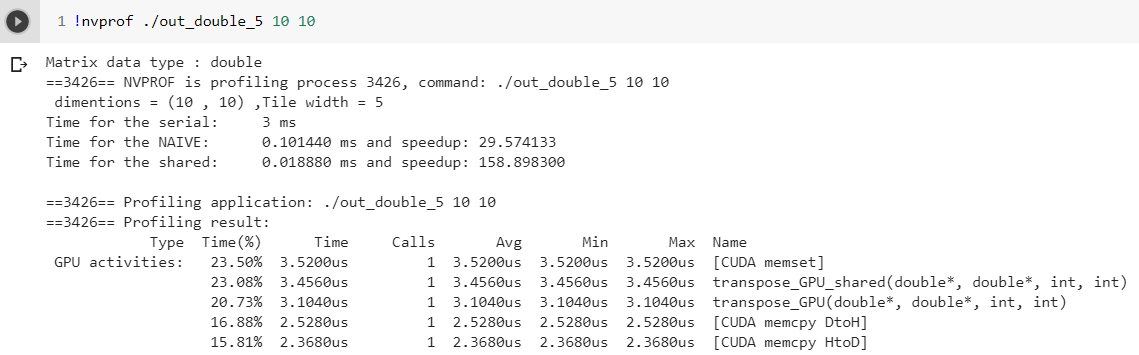 1 !nvprof ./out_double_5 10 10
Matrix data type : double
==3426== NVPROF is profiling process 3426, command: ./out_double_5 10 10
dimentions = (10 , 10) ,Tile width = 5
Time for the serial: 3 ms
Time for the NAIVE: 0.101440 ms and speedup: 29.574133
Time for the shared: 0.018880 ms and speedup: 158.898300
==3426== Profiling application: ./out_double_5 10 10
==3426== Profiling result:
Type Time(%) Time Calls Avg Min Max Name
GPU activities: 23.50% 3.5200us 1 3.5200us 3.5200us 3.5200us [CUDA memset]
23.08% 3.4560us 1 3.4560us 3.4560us 3.4560us transpose_GPU_shared(double*, double*, int, int)
20.73% 3.1040us 1 3.1040us 3.1040us 3.1040us transpose_GPU(double*, double*, int, int)
16.88% 2.5280us 1 2.5280us 2.5280us 2.5280us [CUDA memcpy DtoH]
15.81% 2.3680us 1 2.3680us 2.3680us 2.3680us [CUDA memcpy HtoD]